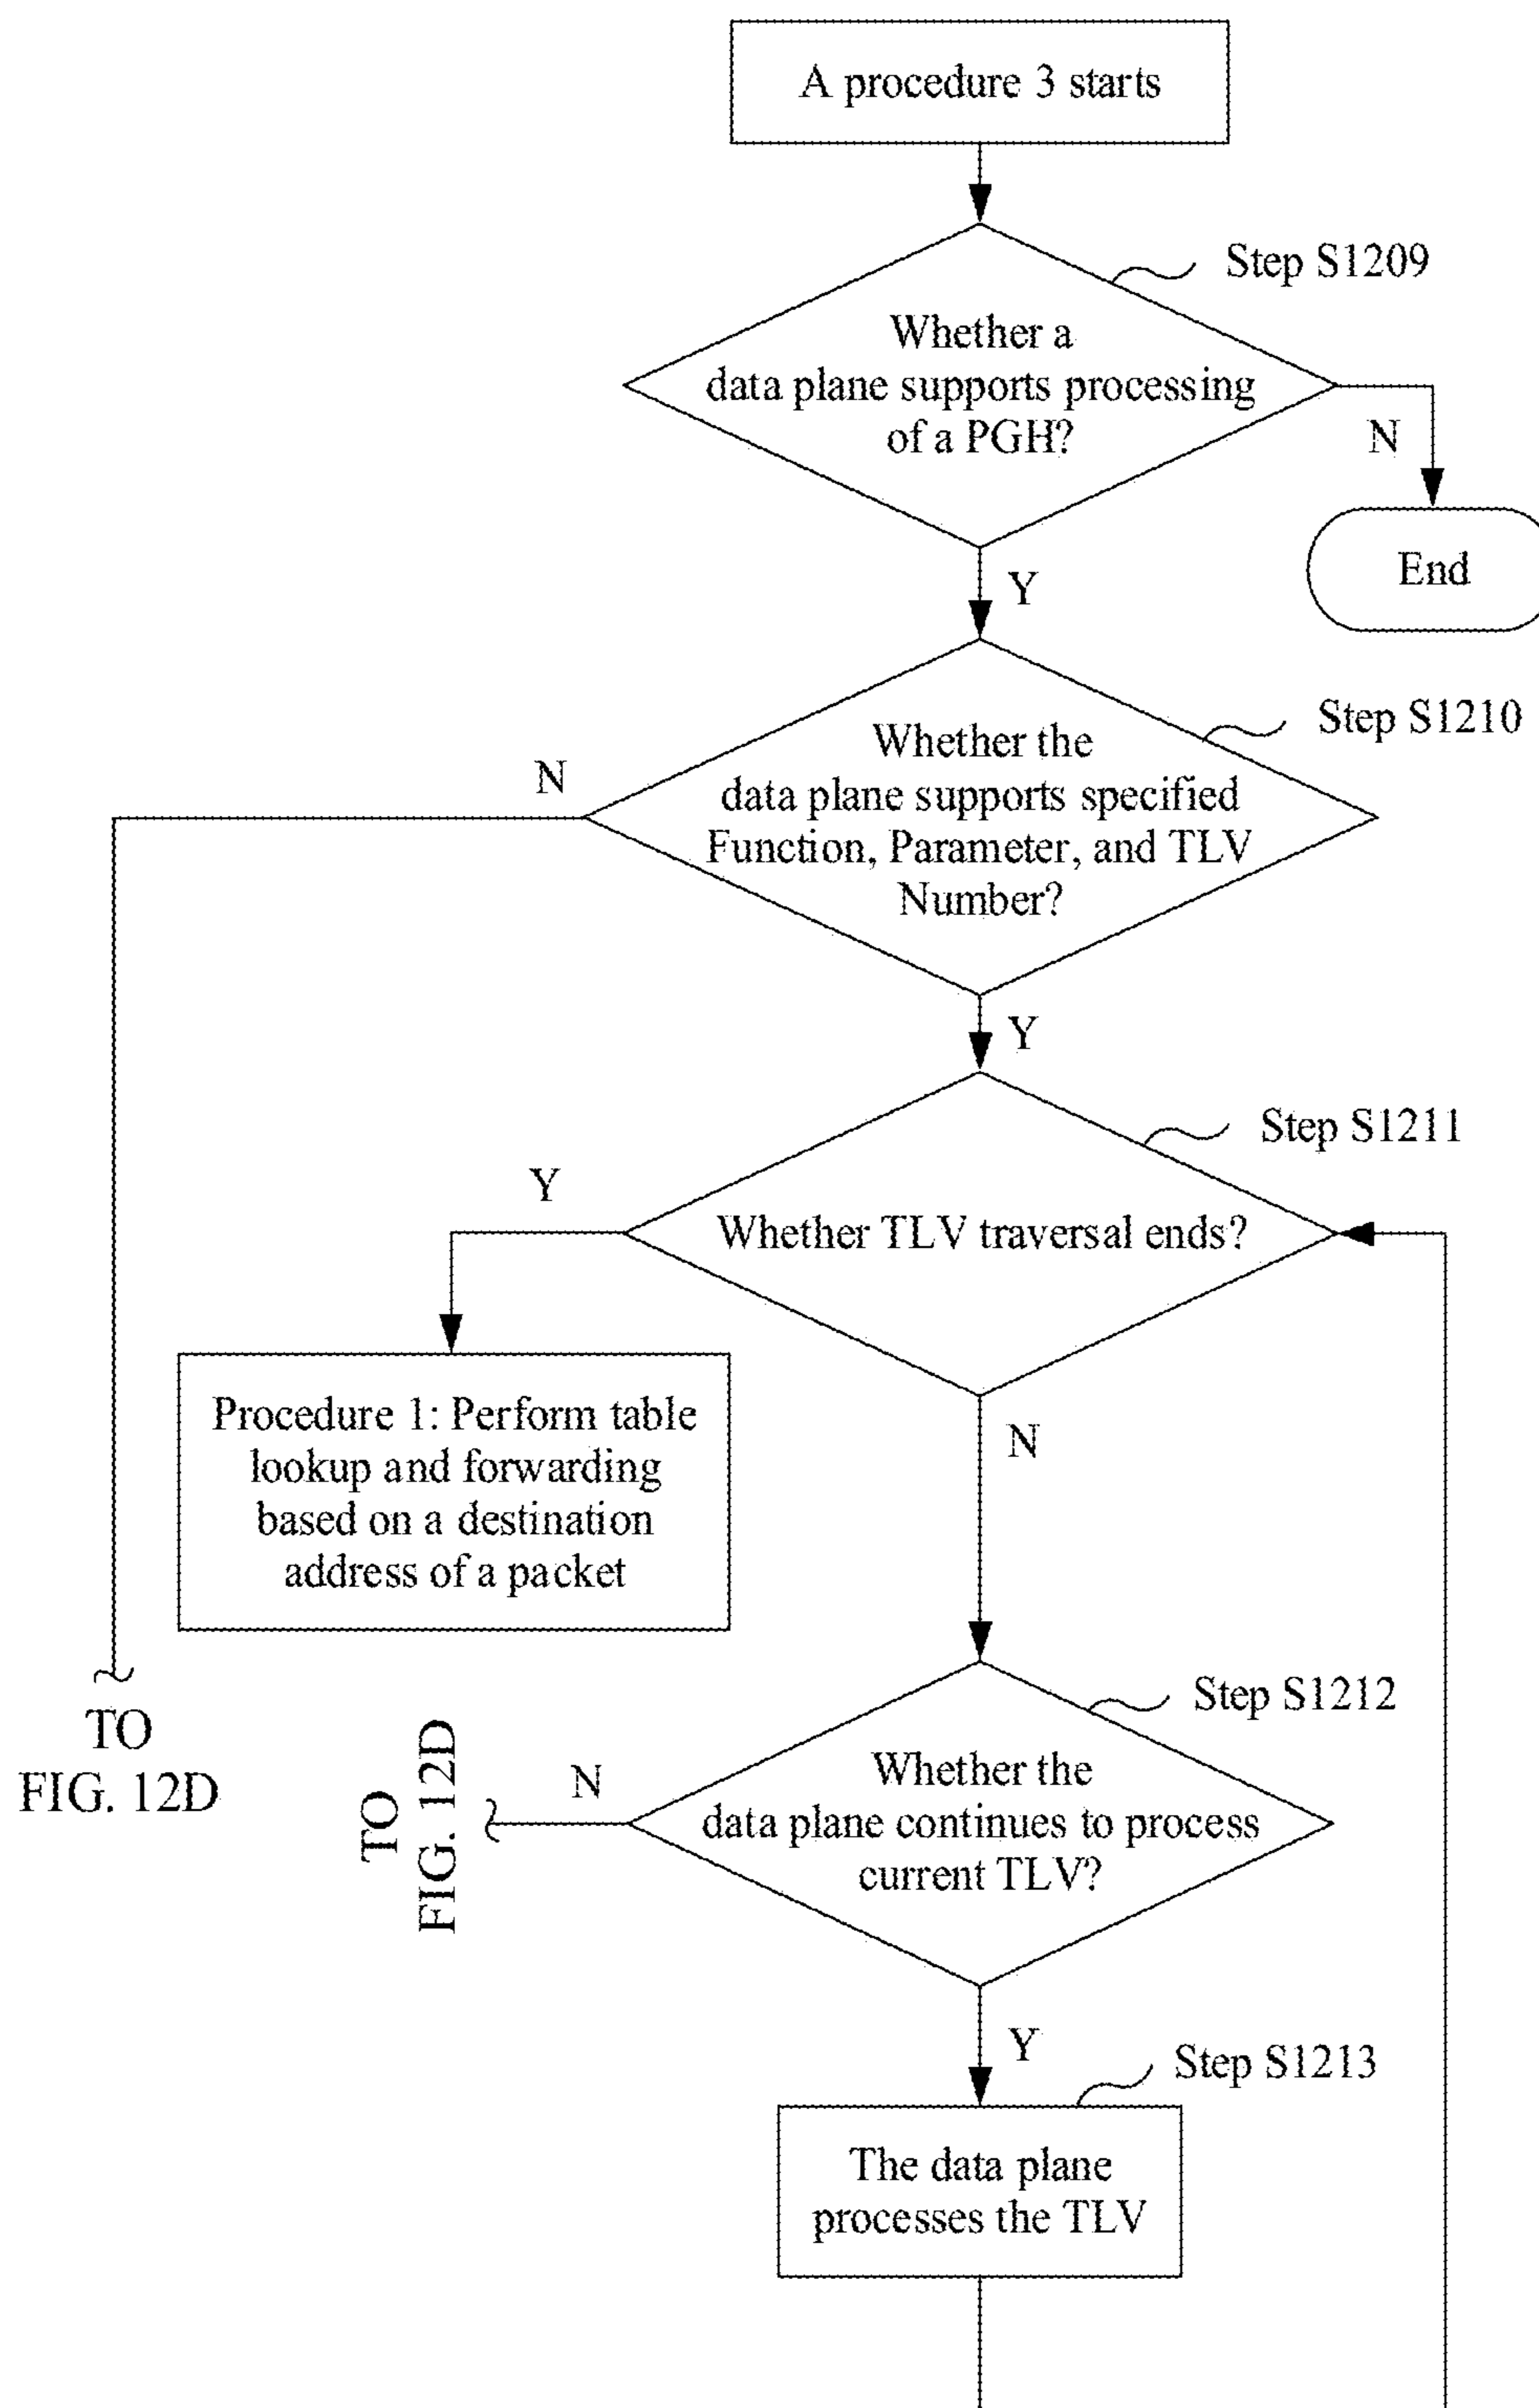 A procedure 3 starts
Step S1209
Whether a
data plane supports processing
of a PGH?
N
End
Y
Step S1210
Whether the
data plane supports specified
Function, Parameter, and TLV
Number?
N
Y
Step S1211
Whether TLV traversal ends?
Y
Procedure 1: Perform table
lookup and forwarding
based on a destination
address of a packet
N
TO
FIG. 12D
Step S1212
Whether the
data plane continues to process
current TLV?
N
TO
FIG. 12D
Y
Step S1213
The data plane
processes the TLV